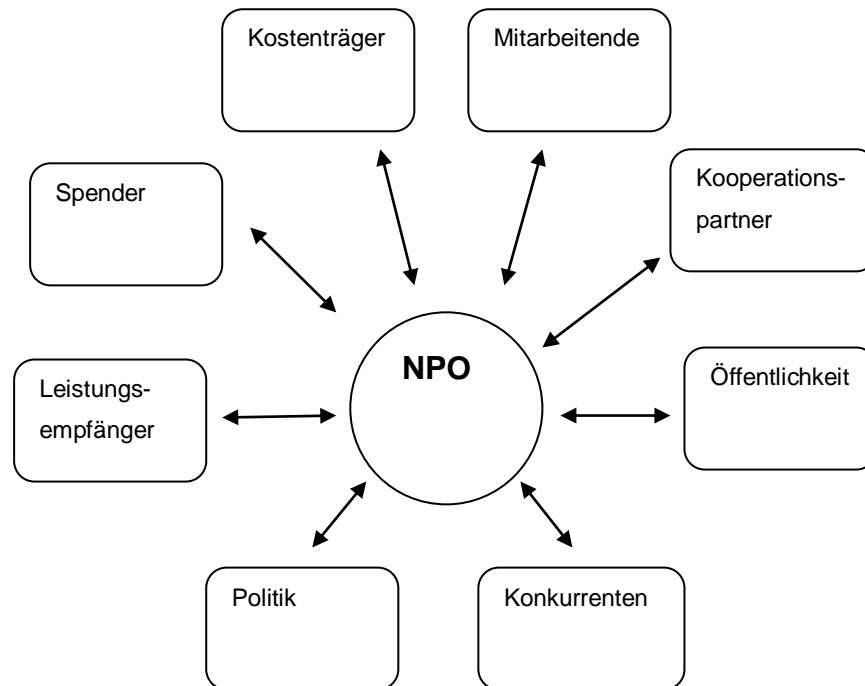 Kostenträger
Mitarbeitende
Spender
Kooperations-
partner
NPO
Leistungs-
empfänger
Öffentlichkeit
Politik
Konkurrenten